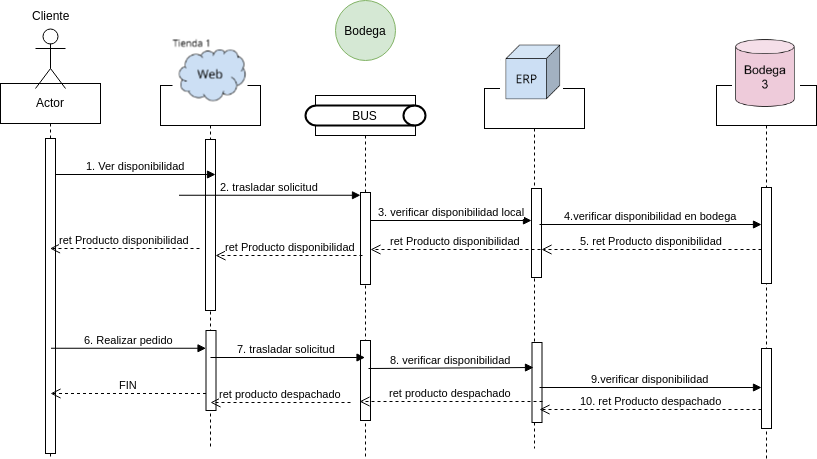 Cliente
Bodega
Tienda 1
Web
ERP
Bodega
3
Actor
BUS
1. Ver disponibilidad
2. trasladar solicitud
3. verificar disponibilidad local
4.verificar disponibilidad en bodega
ret Producto disponibilidad
ret Producto disponibilidad
ret Producto disponibilidad
5. ret Producto disponibilidad
6. Realizar pedido
7. trasladar solicitud
8. verificar disponibilidad
9.verificar disponibilidad
FIN
ret producto despachado
ret producto despachado
10. ret Producto despachado